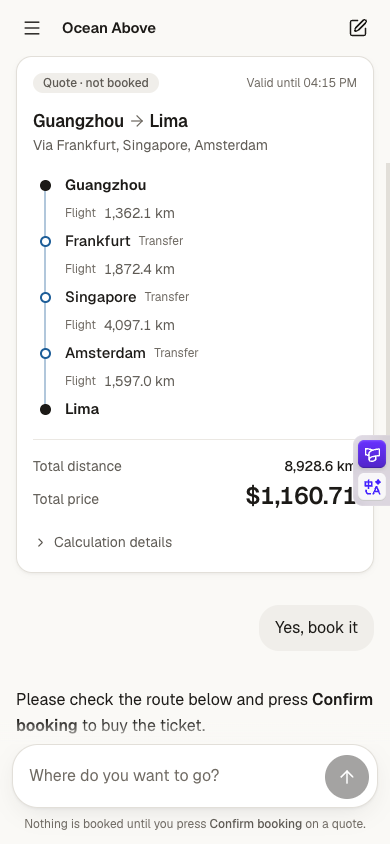 Ocean Above
Quote · not booked
Valid until 04:15 PM
Guangzhou → Lima
Via Frankfurt, Singapore, Amsterdam
Guangzhou
Flight 1,362.1 km
Frankfurt Transfer
Flight 1,872.4 km
Singapore Transfer
Flight 4,097.1 km
Amsterdam Transfer
Flight 1,597.0 km
Lima
Total distance 8,928.6 km
Total price $1,160.71
Calculation details
Yes, book it
Please check the route below and press Confirm
booking to buy the ticket.
Where do you want to go?
Nothing is booked until you press Confirm booking on a quote.
中A